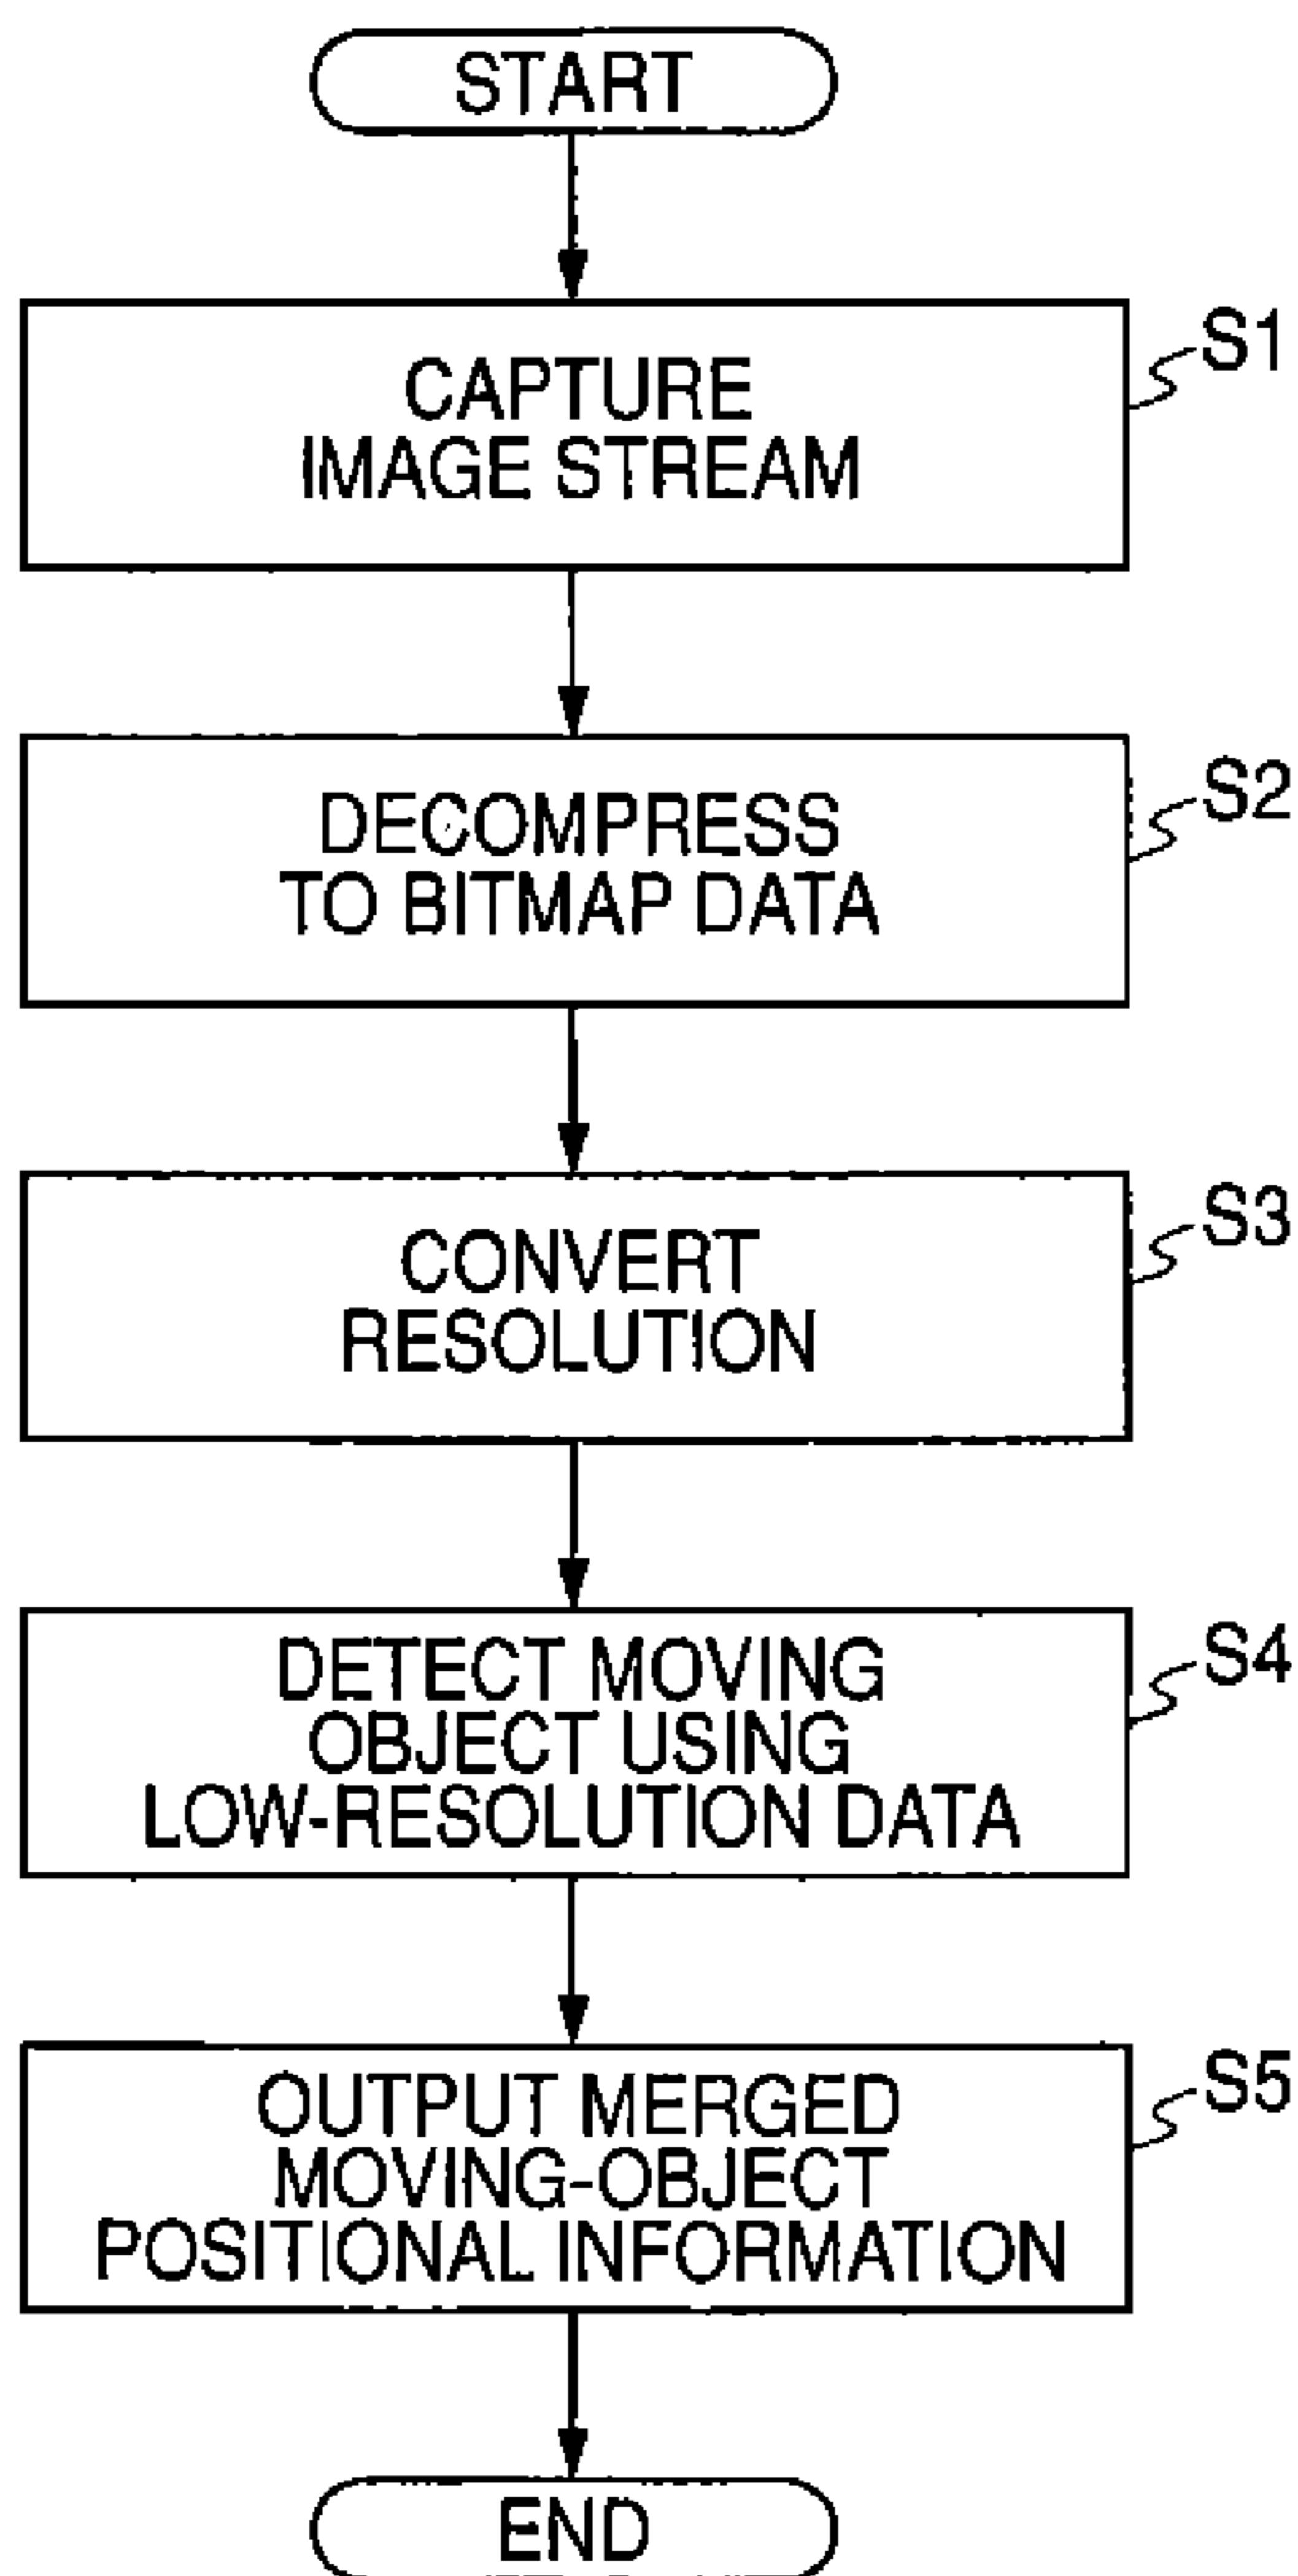 START
CAPTURE
IMAGE STREAM
S1
DECOMPRESS
TO BITMAP DATA
S2
CONVERT
RESOLUTION
S3
DETECT MOVING
OBJECT USING
LOW-RESOLUTION DATA
S4
OUTPUT MERGED
MOVING-OBJECT
POSITIONAL INFORMATION
S5
END